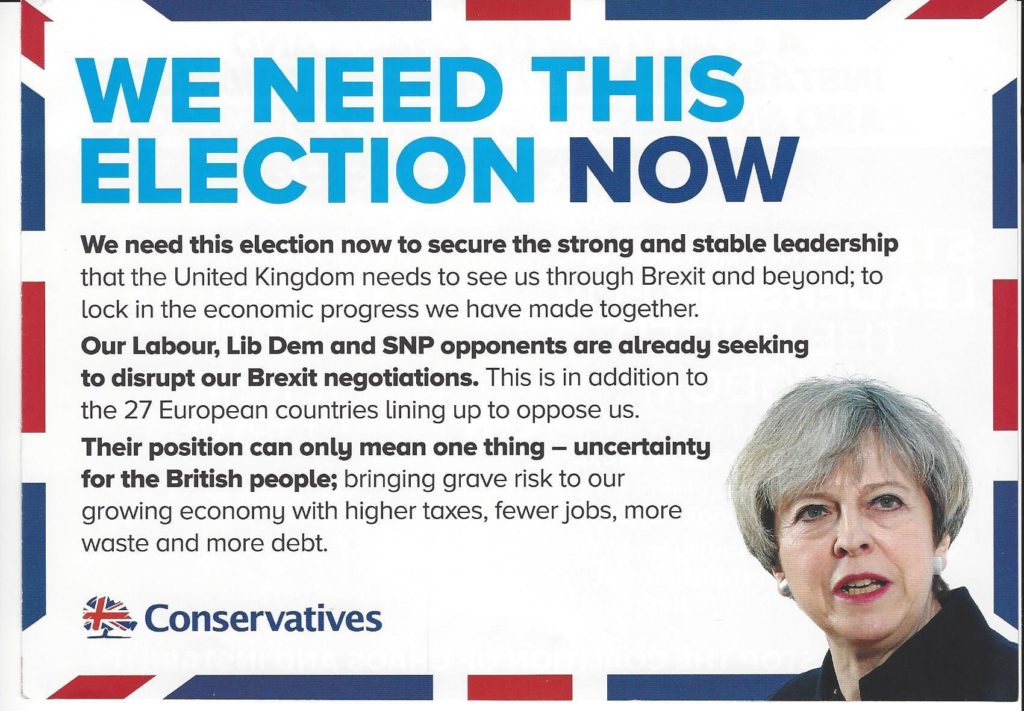 WE NEED THIS
ELECTION NOW
We need this election now to secure the strong and stable leadership
that the United Kingdom needs to see us through Brexit and beyond; to
lock in the economic progress we have made together.
Our Labour, Lib Dem and SNP opponents are already seeking
to disrupt our Brexit negotiations. This is in addition to
the 27 European countries lining up to oppose us.
Their position can only mean one thing – uncertainty
for the British people; bringing grave risk to our
growing economy with higher taxes, fewer jobs, more
waste and more debt.
Conservatives